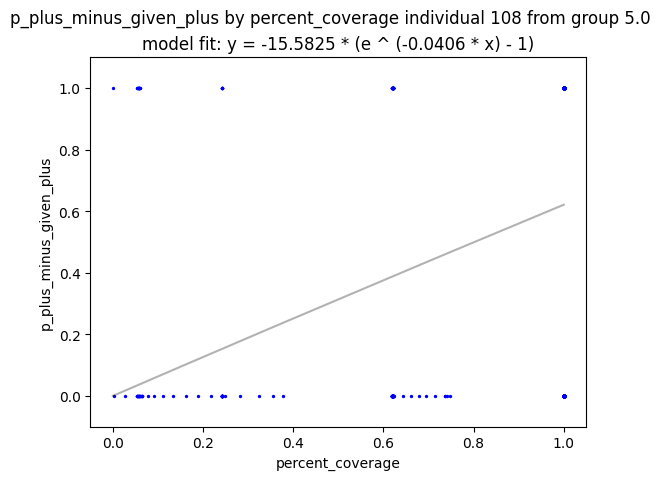 p_plus_minus_given_plus by percent_coverage individual 108 from group 5.0
model fit: y = -15.5825 * (e ^ (-0.0406 * x) - 1)
1.0
0.8
0.6
0.4
0.2
0.0
p_plus_minus_given_plus
0.0 0.2 0.4 0.6 0.8 1.0
percent_coverage